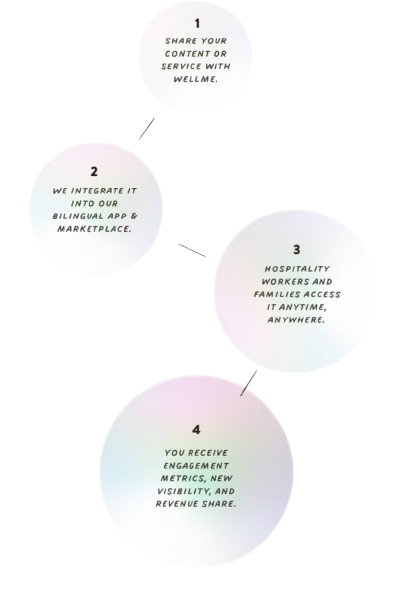 1
SHARE YOUR
CONTENT OR
SERVICE WITH
WELLME.
2
WE INTEGRATE IT
INTO OUR
BILINGUAL APP &
MARKETPLACE.
3
HOSPITALITY
WORKERS AND
FAMILIES ACCESS
IT ANYTIME,
ANYWHERE.
4
YOU RECEIVE
ENGAGEMENT
METRICS, NEW
VISIBILITY, AND
REVENUE SHARE.